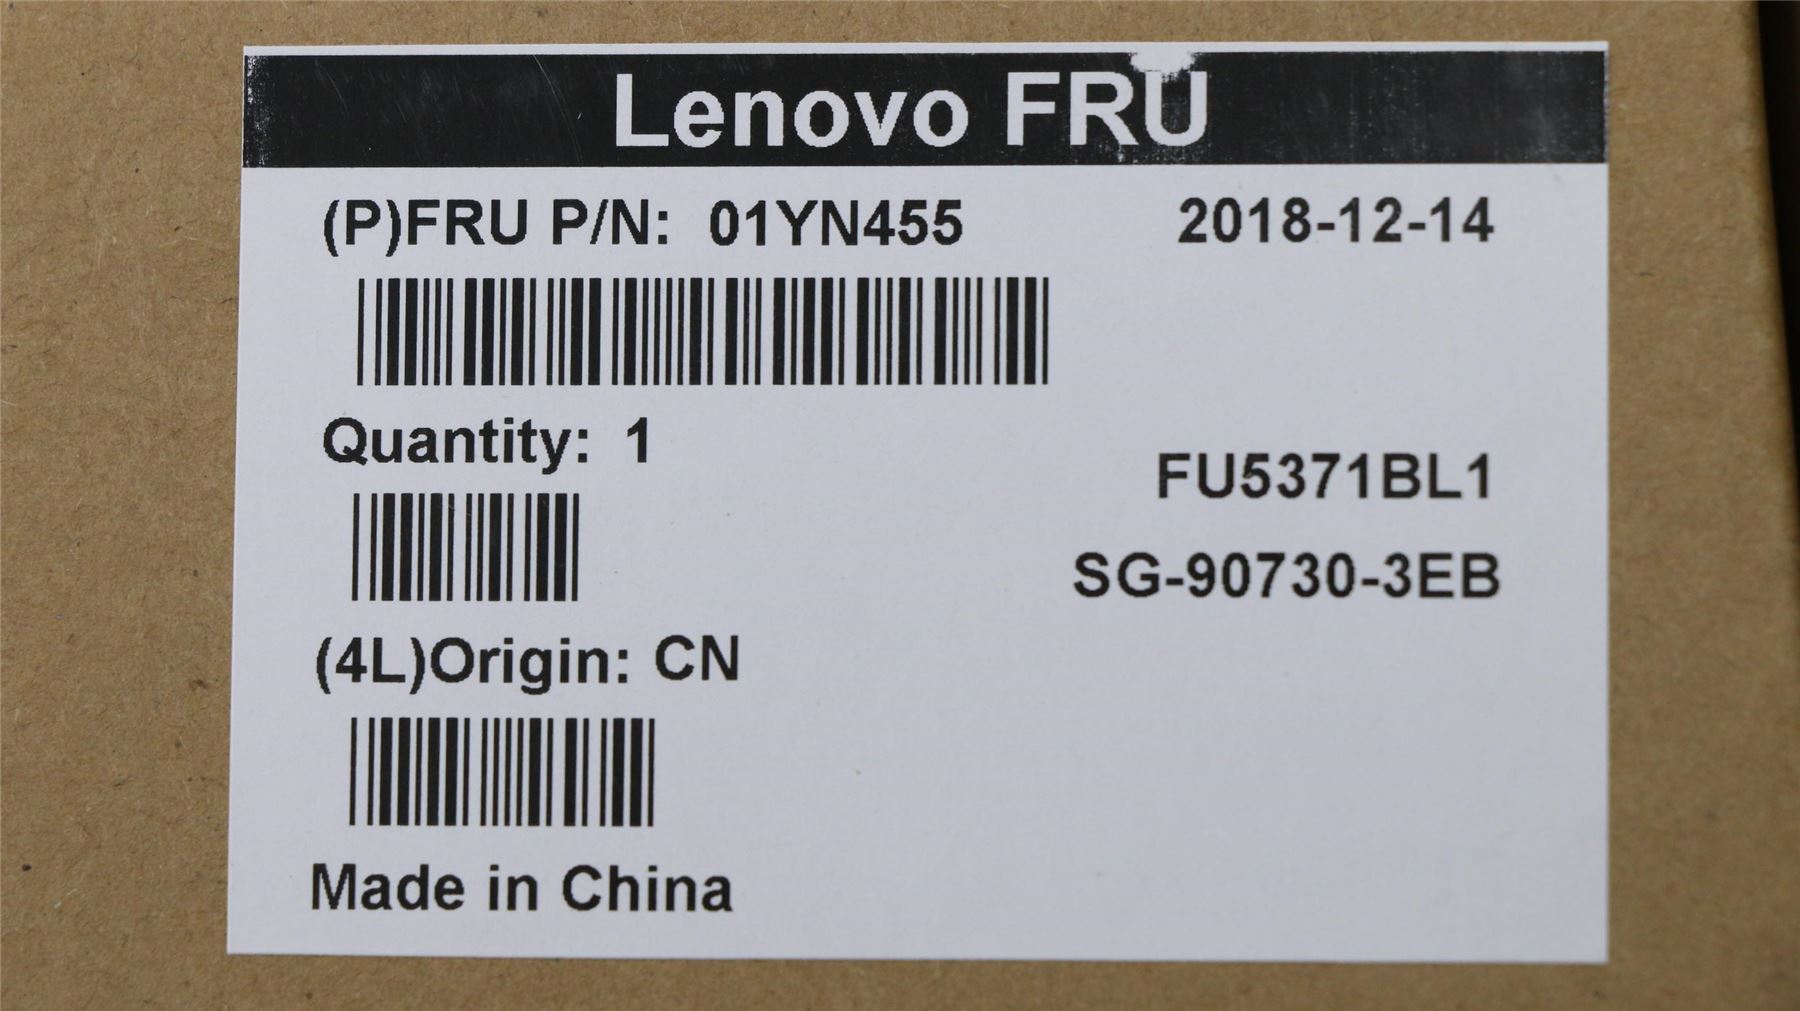 Lenovo FRU
(P)FRU P/N: 01YN455 2018-12-14
Quantity: 1
FU5371BL1
SG-90730-3EB
(4L)Origin: CN
Made in China